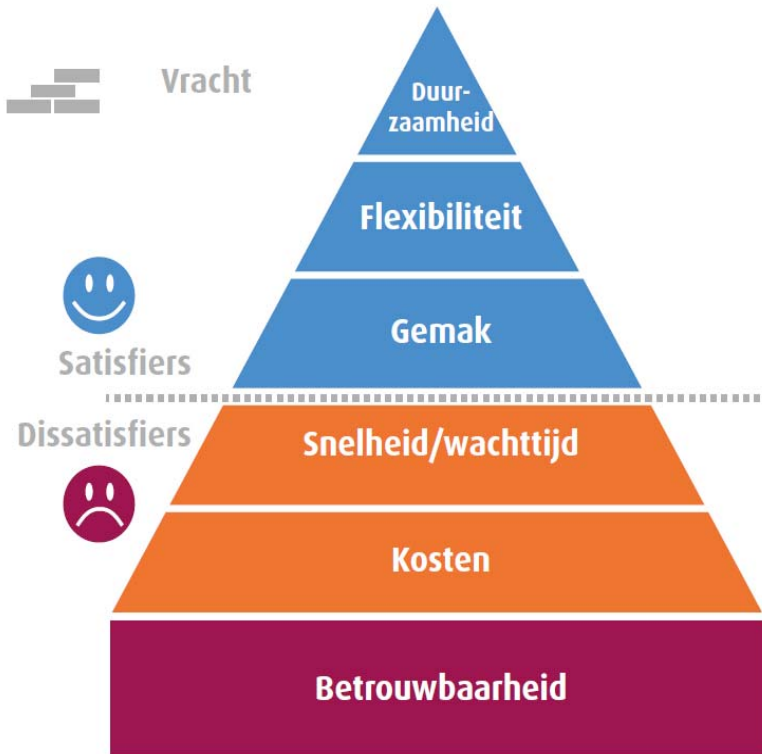 Vracht
Duur-
zaamheid
Flexibiliteit
Gemak
Satisfiers
Dissatisfiers
Snelheid/wachttijd
Kosten
Betrouwbaarheid